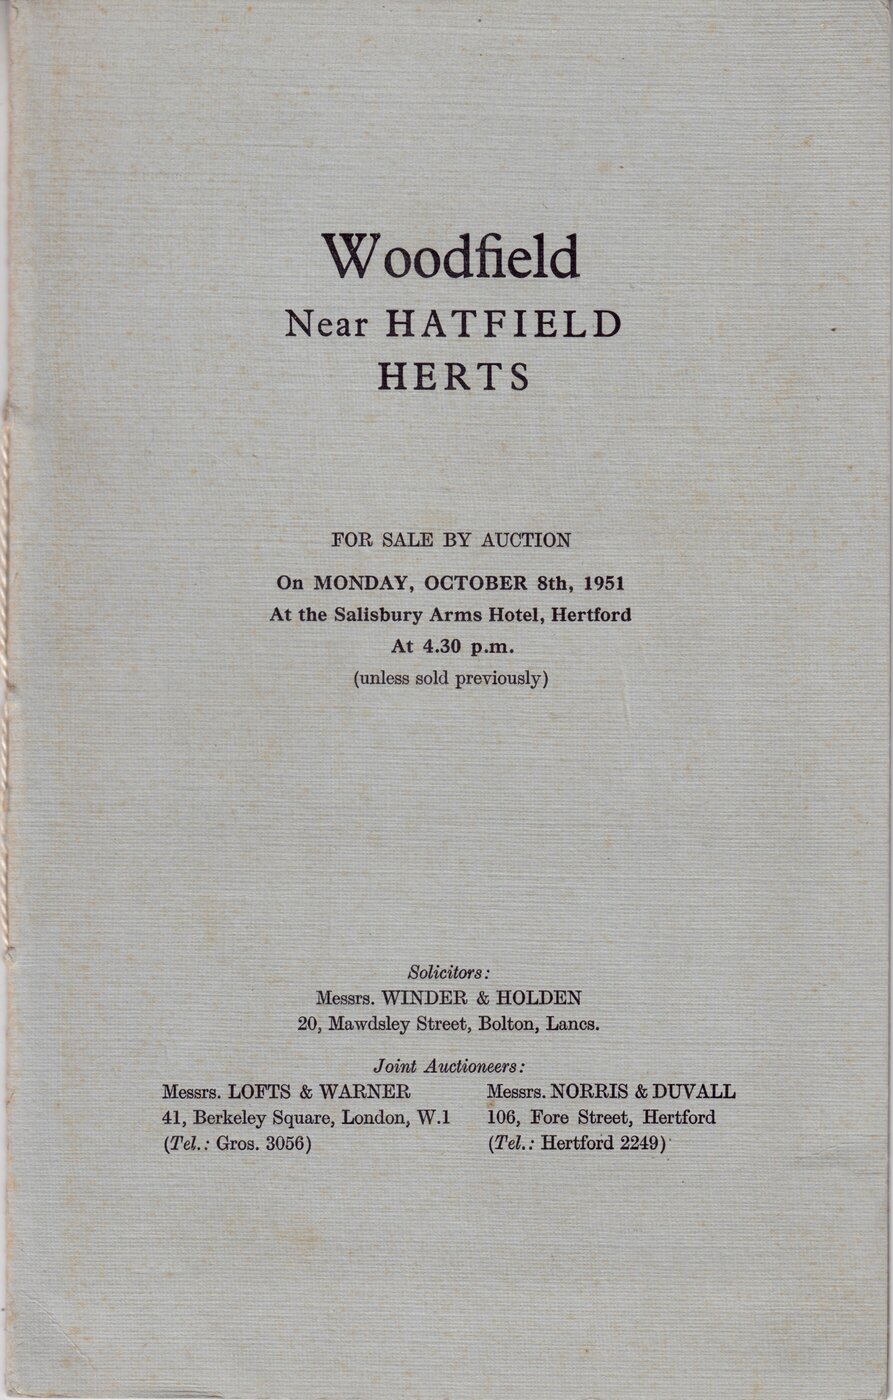 Woodfield
Near HATFIELD
HERTS
FOR SALE BY AUCTION
On MONDAY, OCTOBER 8th, 1951
At the Salisbury Arms Hotel, Hertford
At 4.30 p.m.
(unless sold previously)
Solicitors:
Messrs. WINDER & HOLDEN
20, Mawdsley Street, Bolton, Lancs.
Joint Auctioneers:
Messrs. LOFTS & WARNER
41, Berkeley Square, London, W.1
(Tel.: Gros. 3056)
Messrs. NORRIS & DUVALL
106, Fore Street, Hertford
(Tel.: Hertford 2249)